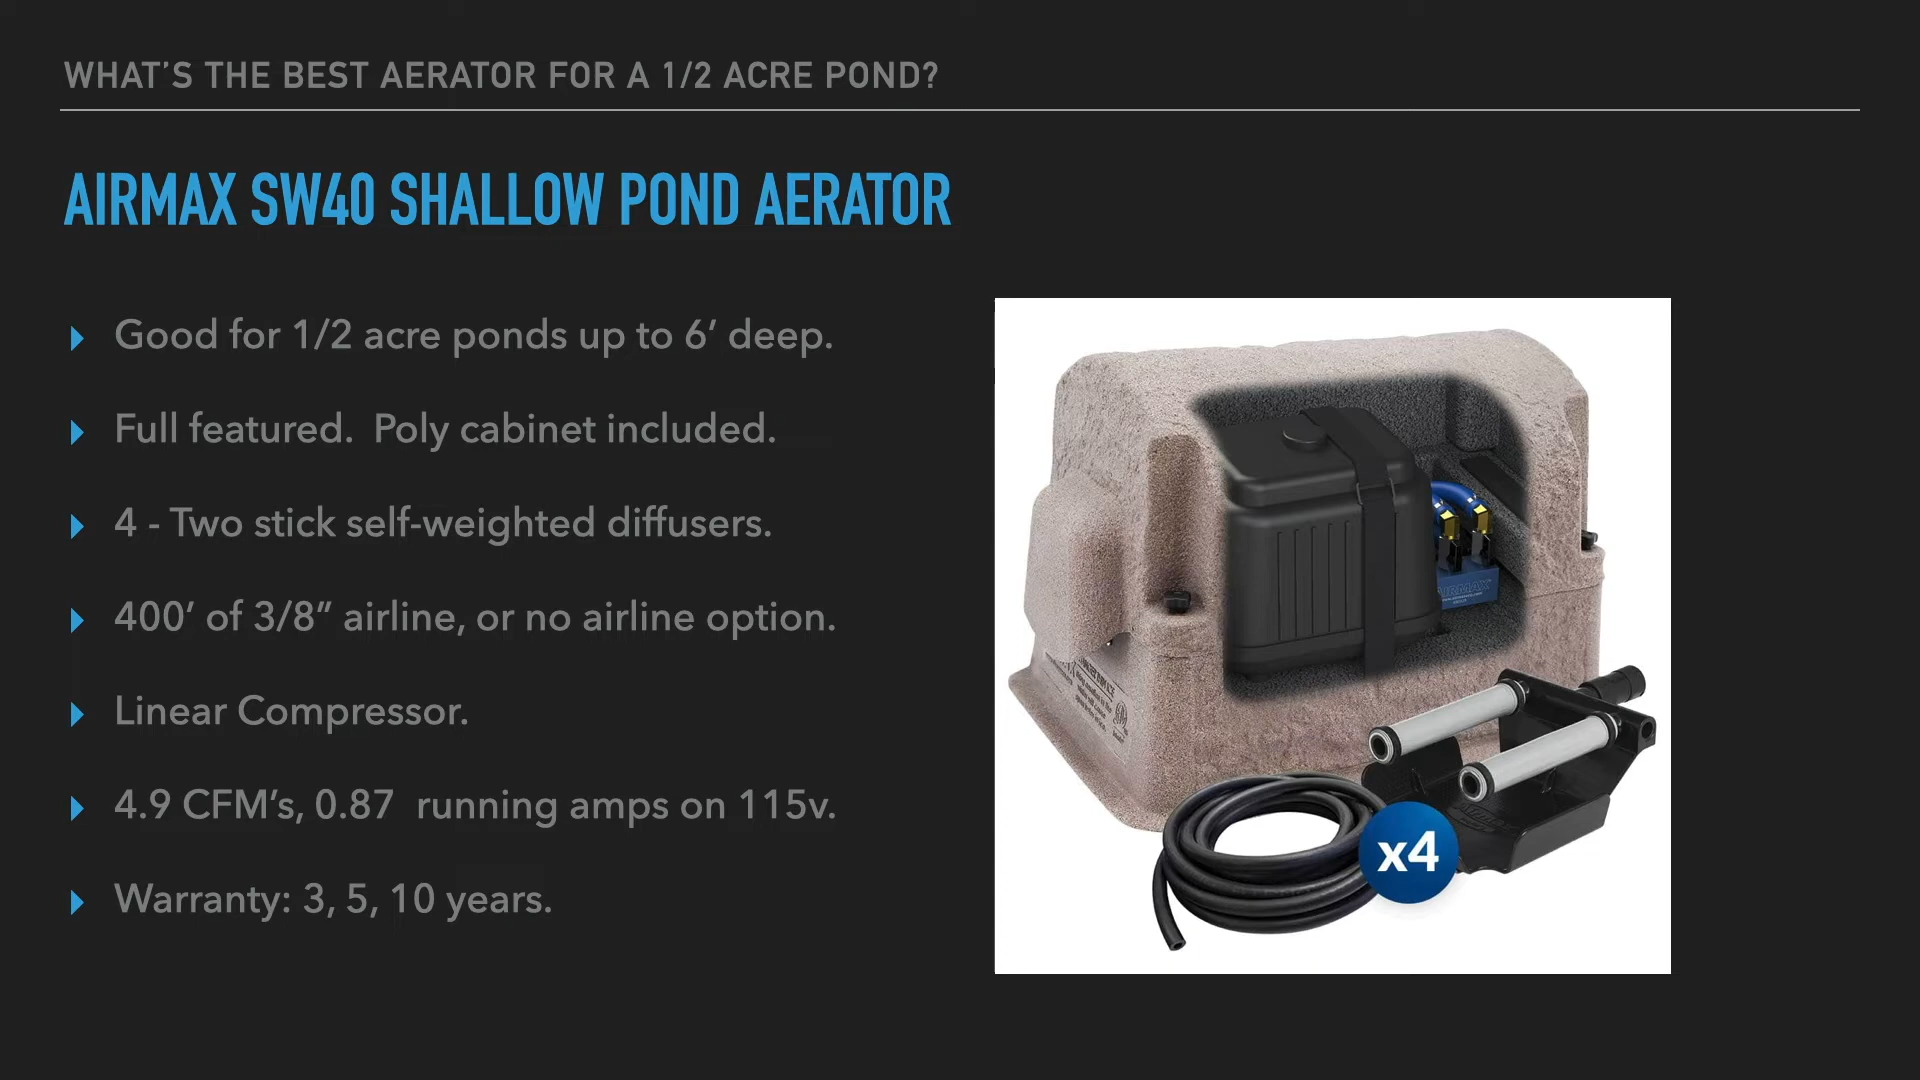 WHAT’S THE BEST AERATOR FOR A 1/2 ACRE POND?
AIRMAX SW40 SHALLOW POND AERATOR
Good for 1/2 acre ponds up to 6’ deep.
Full featured.  Poly cabinet included.
4 - Two stick self-weighted diffusers.
400’ of 3/8” airline, or no airline option.
Linear Compressor.
4.9 CFM’s, 0.87  running amps on 115v.
Warranty: 3, 5, 10 years.
AIRMAX
x4